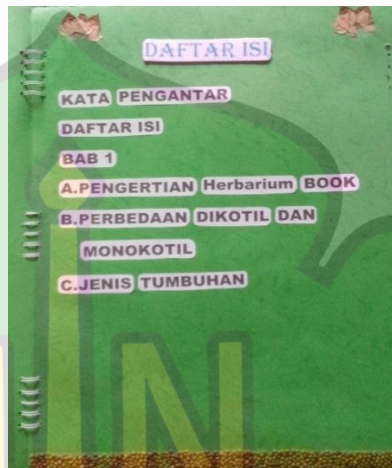 DAFTAR ISI
KATA PENGANTAR
DAFTAR ISI
BAB 1
A.PENGERTIAN Herbarium BOOK
B.PERBEDAAN DIKOTIL DAN
MONOKOTIL
C.JENIS TUMBUHAN